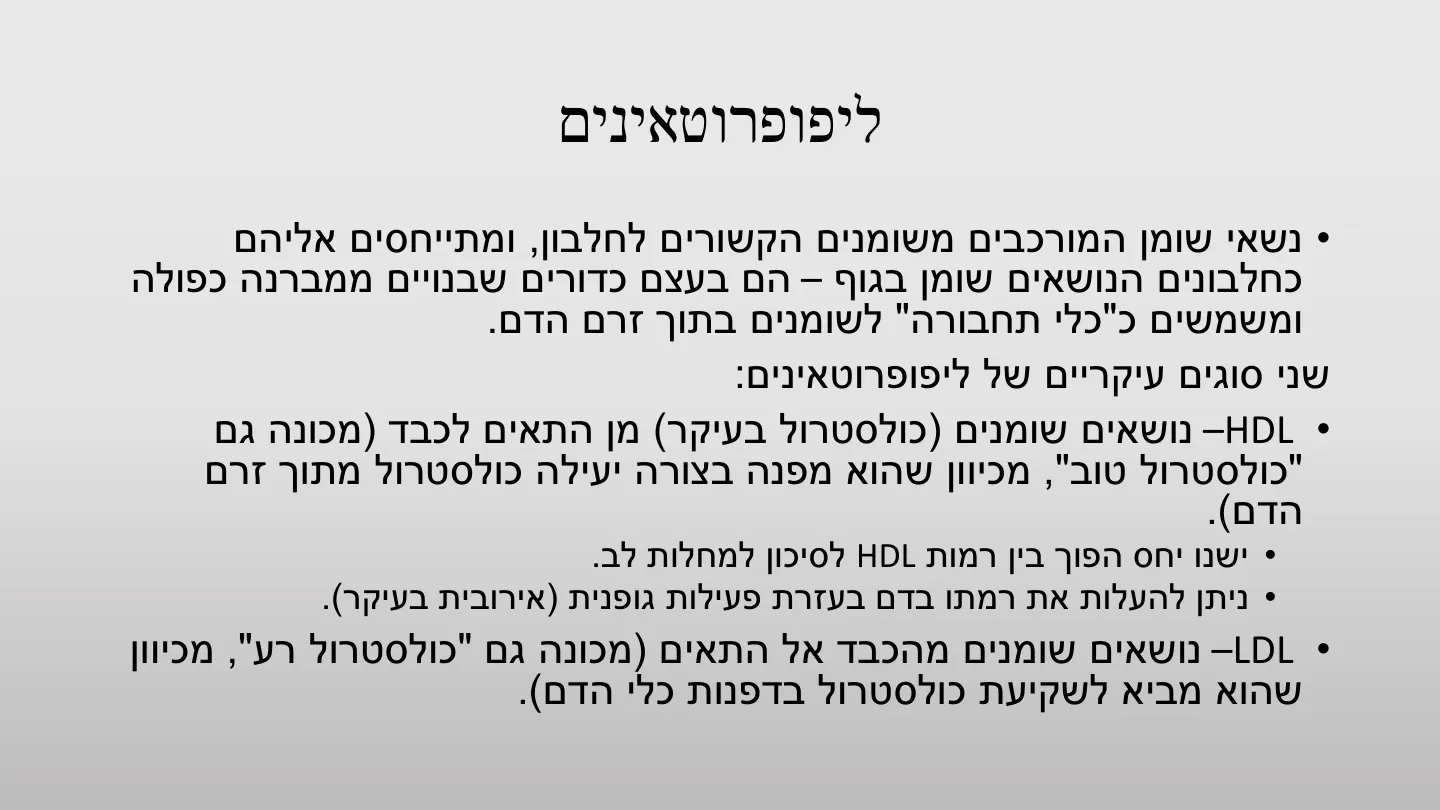 ליפופרוטאינים
• נשאי שומן המורכבים משומנים הקשורים לחלבון, ומתייחסים אליהם
כחלבונים הנושאים שומן בגוף – הם בעצם כדורים שבנויים ממברנה כפולה
ומשמשים כ"כלי תחבורה" לשומנים בתוך זרם הדם.
שני סוגים עיקריים של ליפופרוטאינים:
• HDL– נושאים שומנים (כולסטרול בעיקר) מן התאים לכבד (מכונה גם
"כולסטרול טוב", מכיוון שהוא מפנה בצורה יעילה כולסטרול מתוך זרם
הדם).
• ישנו יחס הפוך בין רמות HDL לסיכון למחלות לב.
• ניתן להעלות את רמתו בדם בעזרת פעילות גופנית (אירובית בעיקר).
• LDL– נושאים שומנים מהכבד אל התאים (מכונה גם "כולסטרול רע", מכיוון
שהוא מביא לשקיעת כולסטרול בדפנות כלי הדם).